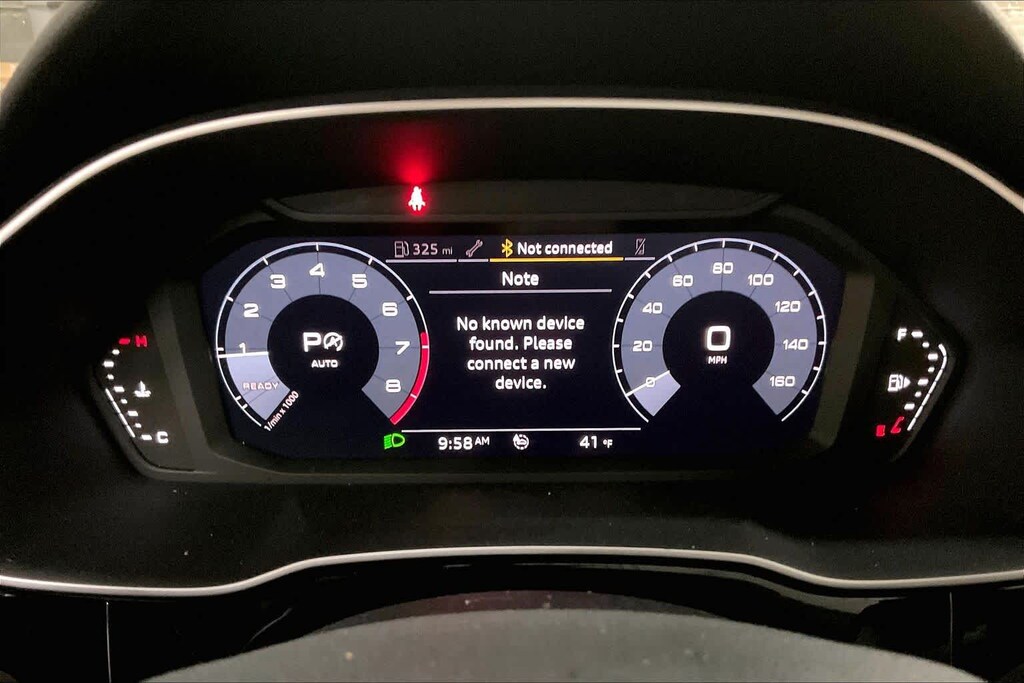 325 mi
Not connected
Note
No known device
found. Please
connect a new
device.
1
2
3
4
5
6
7
8
READY
1/min x 1000
P A
AUTO
0
20
40
60
80
100
120
140
160
0
MPH
H
C
F
E
9:58 AM
41 °F